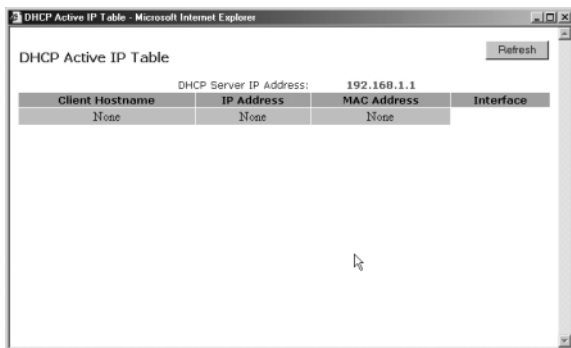 DHCP Active IP Table - Microsoft Internet Explorer
Refresh
DHCP Active IP Table
DHCP Server IP Address: 192.168.1.1
Client Hostname IP Address MAC Address Interface
None None None